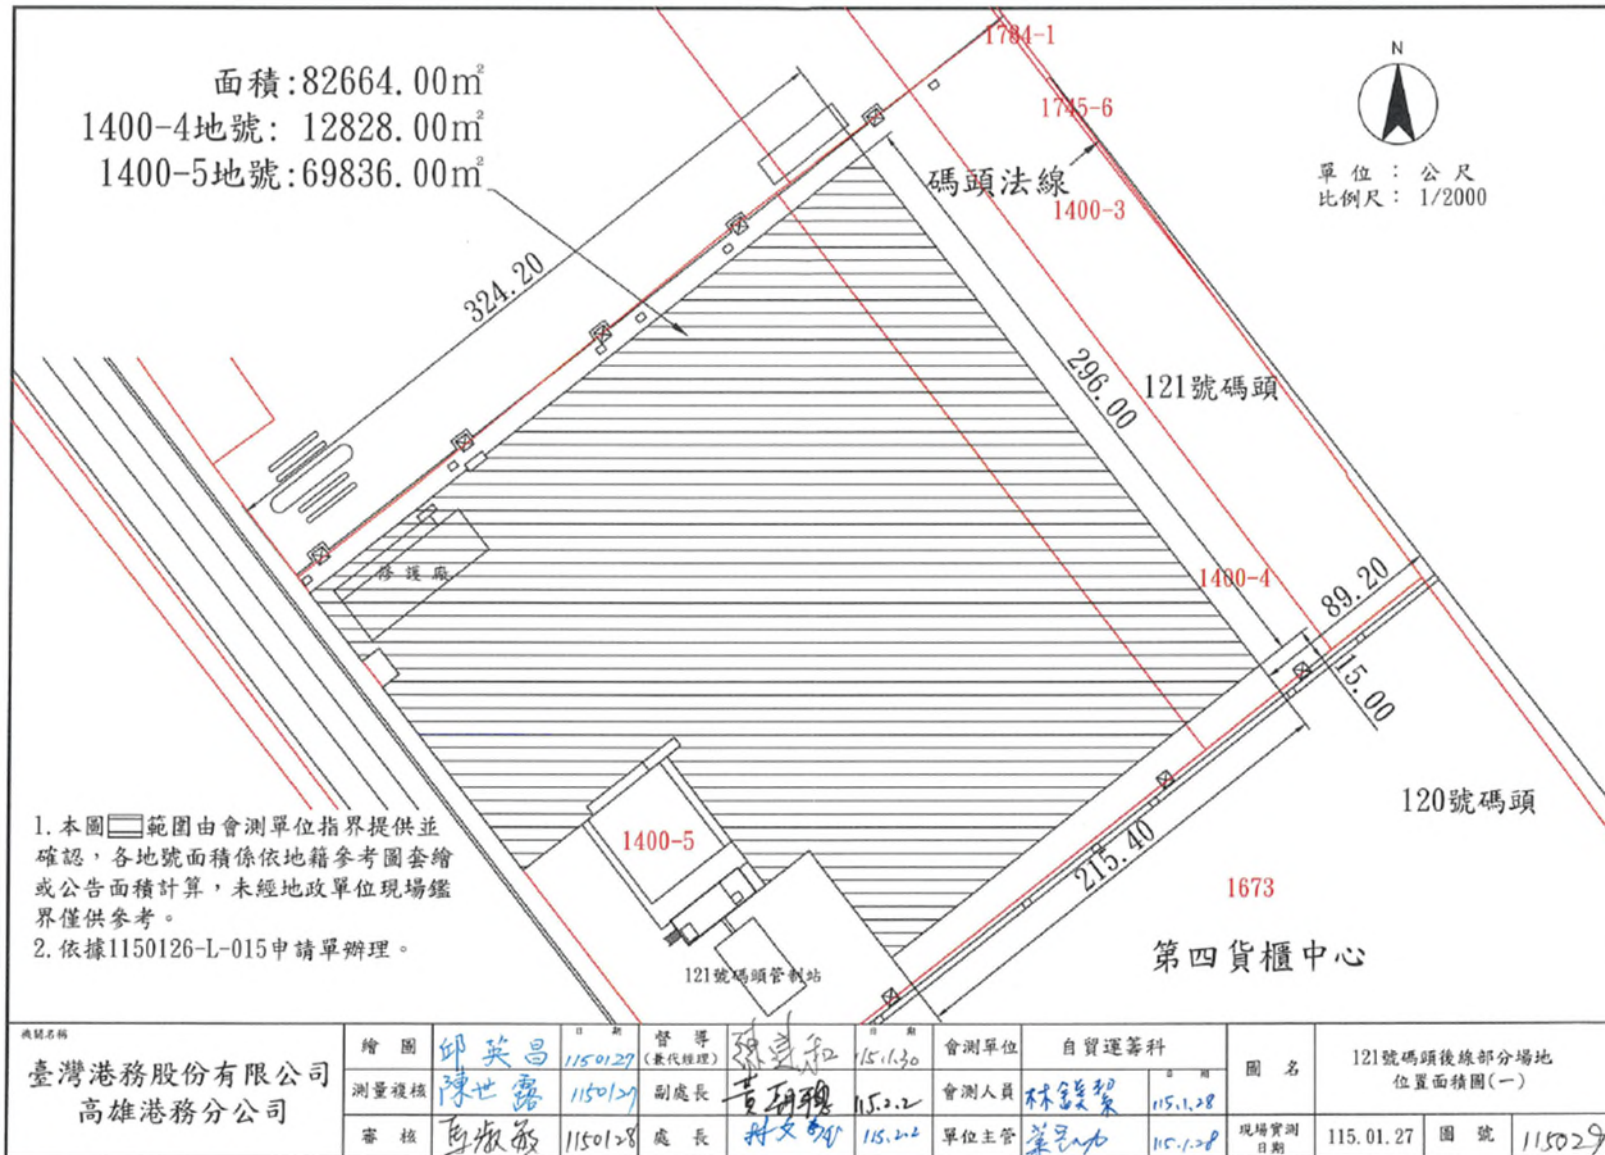 面積:82664.00m²
1400-4地號: 12828.00m²
1400-5地號:69836.00m²
1784-1
1745-6
碼頭法線
1400-3
N
單位：公尺
比例尺：1/2000
324.20
296.00
121號碼頭
1400-4
89.20
15.00
修護廠
120號碼頭
1400-5
215.40
1673
第四貨櫃中心
121號碼頭管制站
1.本圖範圍由會測單位指界提供並
確認，各地號面積係依地籍參考圖套繪
或公告面積計算，未經地政單位現場鑑
界僅供參考。
2.依據1150126-L-015申請單辦理。
機關名稱
臺灣港務股份有限公司
高雄港務分公司
繪圖 邱英昌 日期 1150127
測量複核 陳世露 1150127
審核 1150128
督導
(兼代經理) 日期 115.1.30
副處長 115.2.2
處長 115.2.2
會測單位 自貿運籌科
會測人員 日期 115.1.28
單位主管 115.1.28
圖名 121號碼頭後線部分場地
位置面積圖(一)
現場實測
日期 115.01.27 圖號 115029